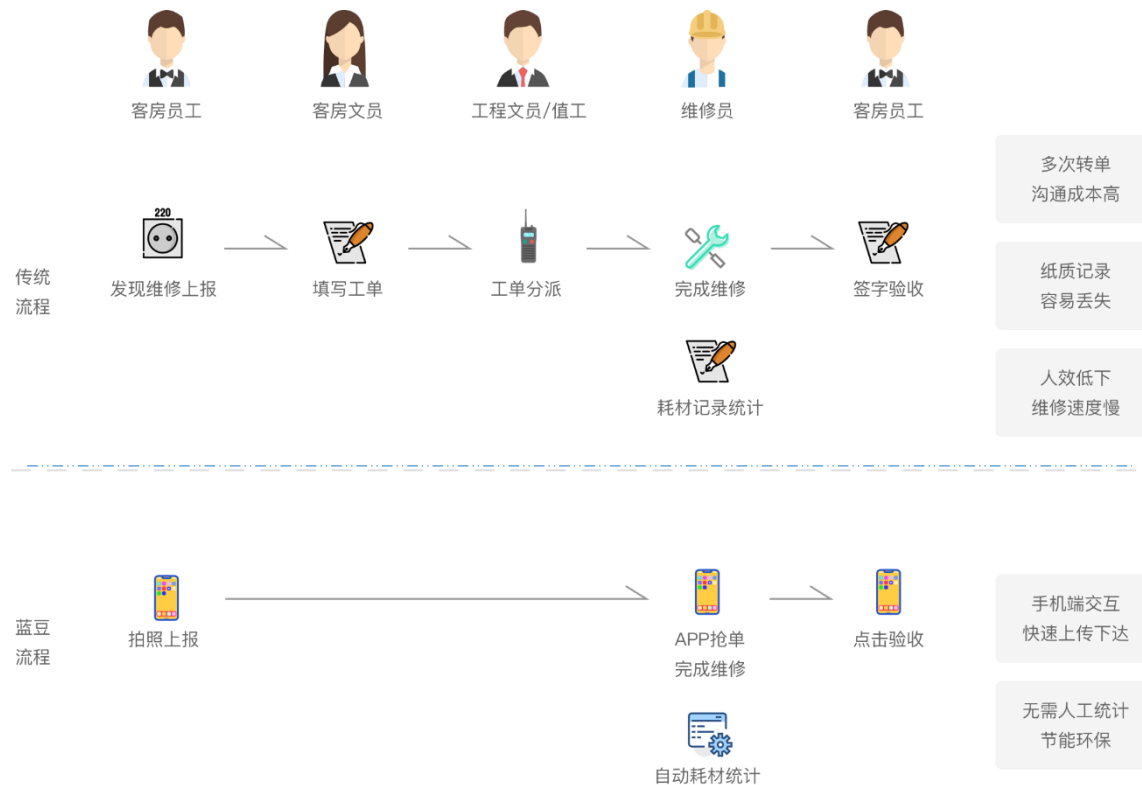 客房员工
客房文员
工程文员/值工
维修员
客房员工
多次转单
沟通成本高
220
传统
流程
发现维修上报
填写工单
工单分派
完成维修
签字验收
纸质记录
容易丢失
耗材记录统计
人效低下
维修速度慢
蓝豆
流程
拍照上报
APP抢单
完成维修
点击验收
手机端交互
快速上传下达
自动耗材统计
无需人工统计
节能环保